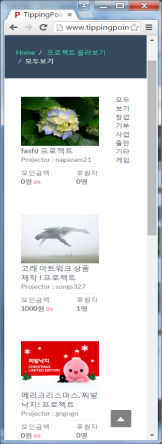 TippingPoin
www.tippingpoin
Home / 프로젝트 둘러보기
/ 모두보기
fasfd 프로젝트
Projector : nagazam21
모인금액 후원자
0원 0% 0명
고래 아트워크 상품
제작 ! 프로젝트
Projector : songs327
모인금액 후원자
1000원 0% 1명
찌발낙지
CHRISTMAS
LIMITED EDITION
메리크리스마스, 찌발
낙지! 프로젝트
Projector : gngngn
모인금액 후원자
0원 0% 0명
모두
보기
창업
기부
사업
출판
기타
게임